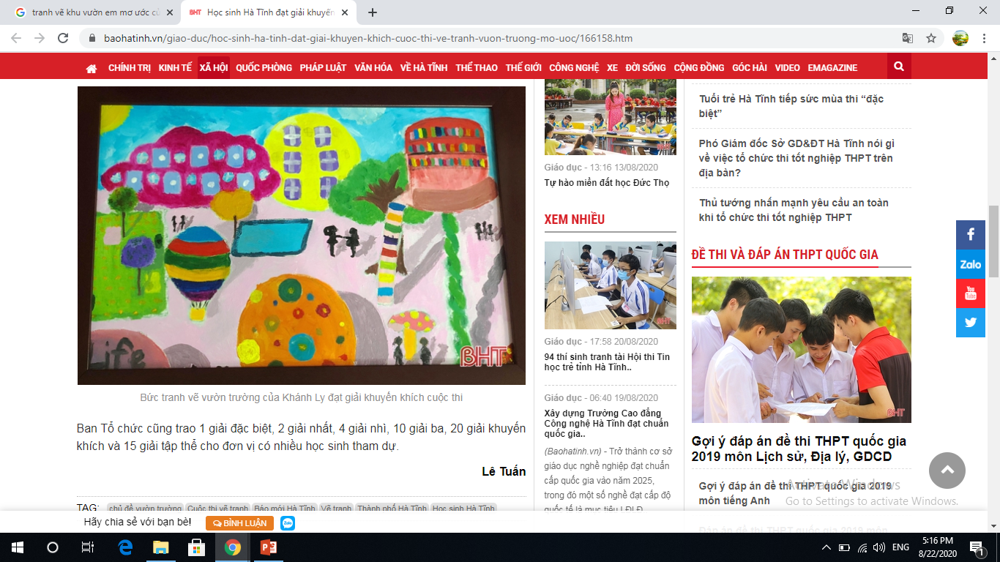 tranh vẽ khu vườn em mơ ước củ
BHT Học sinh Hà Tĩnh đạt giải khuyến
baohatinh.vn/giao-duc/hoc-sinh-ha-tinh-dat-giai-khuyen-khich-cuoc-thi-ve-tranh-vuon-truong-mo-uoc/166158.htm
CHÍNH TRỊ KINH TẾ XÃ HỘI QUỐC PHÒNG PHÁP LUẬT VĂN HÓA VỀ HÀ TĨNH THỂ THAO THẾ GIỚI CÔNG NGHỆ XE ĐỜI SỐNG CỘNG ĐỒNG GÓC HÀI VIDEO EMAGAZINE
Life
BHT
Bức tranh vẽ vườn trường của Khánh Ly đạt giải khuyến khích cuộc thi
Ban Tổ chức cũng trao 1 giải đặc biệt, 2 giải nhất, 4 giải nhì, 10 giải ba, 20 giải khuyến
khích và 15 giải tập thể cho đơn vị có nhiều học sinh tham dự.
Lê Tuấn
TAG: chủ đề vườn trường Cuộc thi vẽ tranh Báo mới Hà Tĩnh Vẽ tranh Thành phố Hà Tĩnh Học sinh Hà Tĩnh
Hãy chia sẻ với bạn bè! BÌNH LUẬN Zalo
Giáo dục - 13:16 13/08/2020
Tự hào miền đất học Đức Thọ
XEM NHIỀU
BHT
Giáo dục - 17:58 20/08/2020
94 thí sinh tranh tài Hội thi Tin
học trẻ tỉnh Hà Tĩnh..
Giáo dục - 06:40 19/08/2020
Xây dựng Trường Cao đẳng
Công nghệ Hà Tĩnh đạt chuẩn
quốc gia..
(Baohatinh.vn) - Trở thành cơ sở
giáo dục nghề nghiệp đạt chuẩn
cấp quốc gia vào năm 2025,
trong đó một số nghề đạt cấp độ
quốc tế là mục tiêu LĐLĐ
Tuổi trẻ Hà Tĩnh tiếp sức mùa thi “đặc
biệt”
Phó Giám đốc Sở GD&ĐT Hà Tĩnh nói gì
về việc tổ chức thi tốt nghiệp THPT trên
địa bàn?
Thủ tướng nhấn mạnh yêu cầu an toàn
khi tổ chức thi tốt nghiệp THPT
ĐỀ THI VÀ ĐÁP ÁN THPT QUỐC GIA
BHT
Gợi ý đáp án đề thi THPT quốc gia
2019 môn Lịch sử, Địa lý, GDCD
Gợi ý đáp án đề thi THPT quốc gia 2019
môn tiếng Anh
Đáp án đề thi THPT quốc gia 2019 môn
Zalo
You
Tube
Activate Windows
Go to Settings to activate Windows.
ENG
5:16 PM
8/22/2020
1